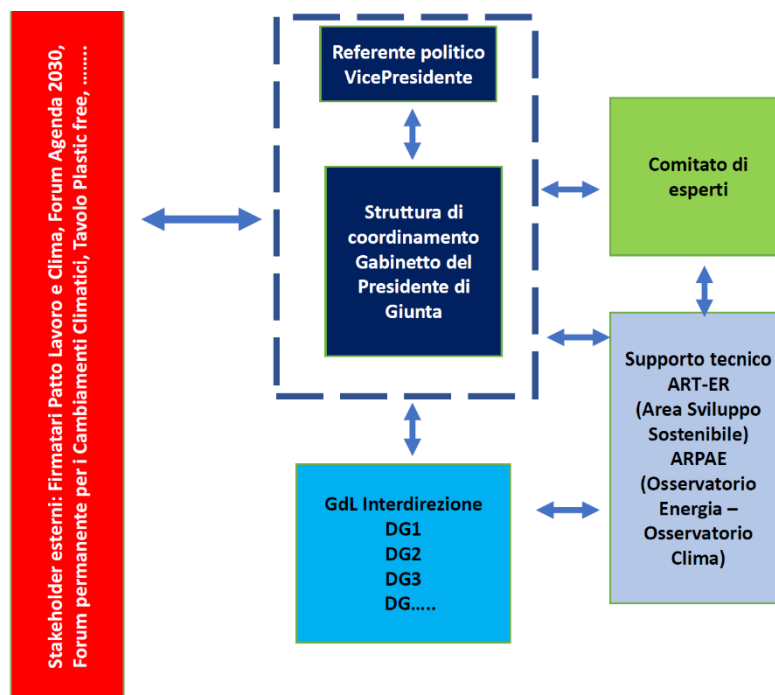 Stakeholder esterni: Firmatari Patto Lavoro e Clima, Forum Agenda 2030,
Forum permanente per i Cambiamenti Climatici, Tavolo Plastic free, ........
Referente politico
VicePresidente
Struttura di
coordinamento
Gabinetto del
Presidente di
Giunta
Comitato di
esperti
Supporto tecnico
ART-ER
(Area Sviluppo
Sostenibile)
ARPAE
(Osservatorio
Energia –
Osservatorio
Clima)
GdL Interdirezione
DG1
DG2
DG3
DG.....